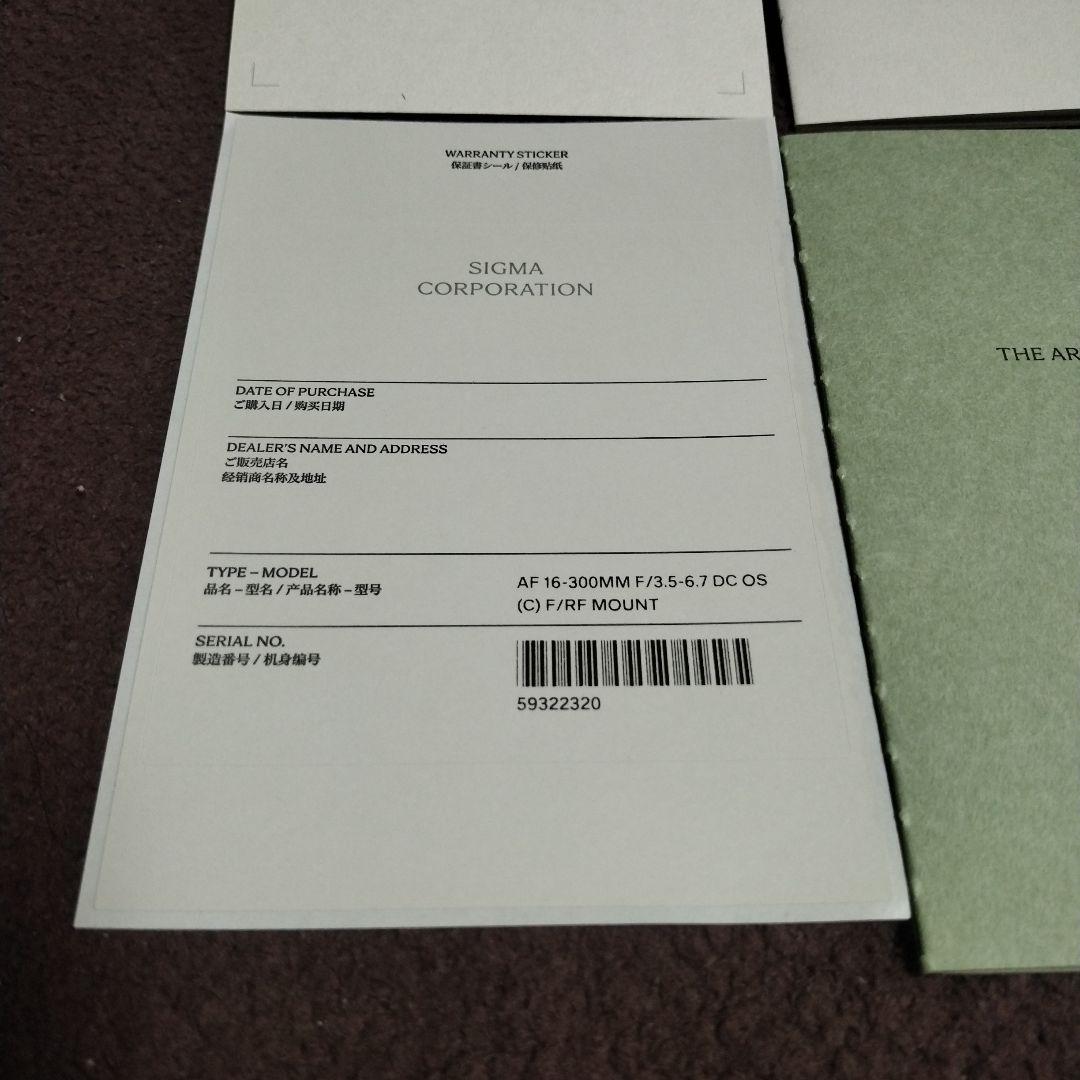 WARRANTY STICKER
保証書シール / 保修贴纸
SIGMA
CORPORATION
DATE OF PURCHASE
ご購入日 / 购买日期
DEALER'S NAME AND ADDRESS
ご販売店名
经销商名称及地址
TYPE – MODEL
品名 – 型名 / 产品名称 – 型号
AF 16-300MM F/3.5-6.7 DC OS
(C) F/RF MOUNT
SERIAL NO.
製造番号 / 机身编号
59322320
THE AR